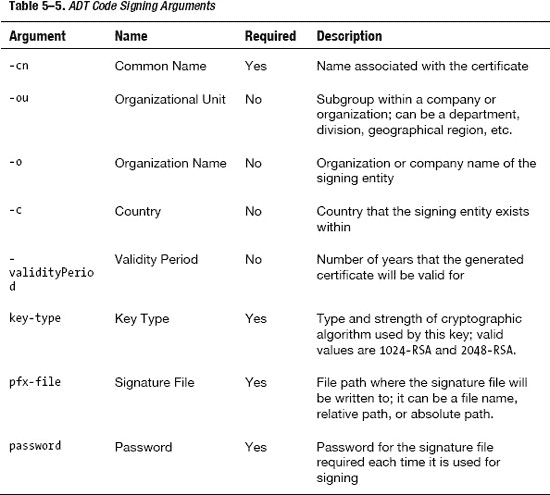 Table 5–5. ADT Code Signing Arguments
Argument Name Required Description
-cn Common Name Yes Name associated with the certificate
-ou Organizational Unit No Subgroup within a company or
organization; can be a department,
division, geographical region, etc.
-o Organization Name No Organization or company name of the
signing entity
-c Country No Country that the signing entity exists
within
- Validity Period No Number of years that the generated
validityPerio certificate will be valid for
d
key-type Key Type Yes Type and strength of cryptographic
algorithm used by this key; valid
values are 1024-RSA and 2048-RSA.
pfx-file Signature File Yes File path where the signature file will
be written to; it can be a file name,
relative path, or absolute path.
password Password Yes Password for the signature file
required each time it is used for
signing